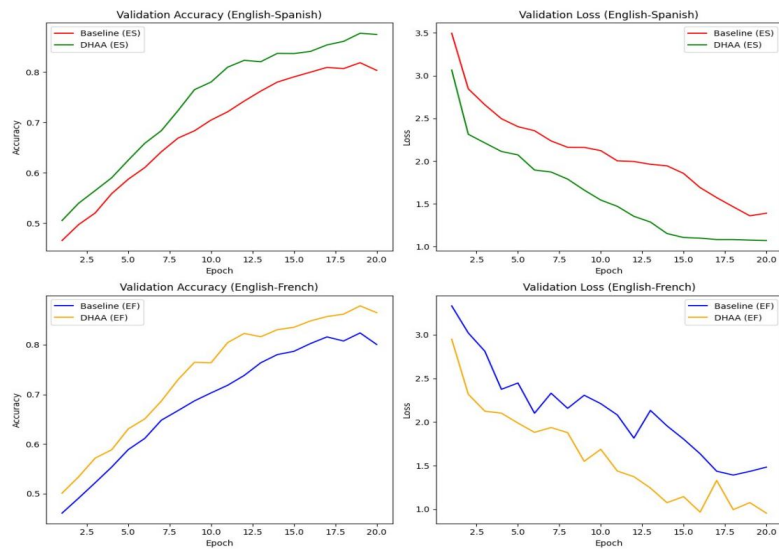 Validation Accuracy (English-Spanish)
Baseline (ES)
DHAA (ES)
Accuracy
0.8
0.7
0.6
0.5
2.5 5.0 7.5 10.0 12.5 15.0 17.5 20.0
Epoch
Validation Loss (English-Spanish)
Baseline (ES)
DHAA (ES)
Loss
3.5
3.0
2.5
2.0
1.5
1.0
2.5 5.0 7.5 10.0 12.5 15.0 17.5 20.0
Epoch
Validation Accuracy (English-French)
Baseline (EF)
DHAA (EF)
Accuracy
0.8
0.7
0.6
0.5
2.5 5.0 7.5 10.0 12.5 15.0 17.5 20.0
Epoch
Validation Loss (English-French)
Baseline (EF)
DHAA (EF)
Loss
3.0
2.5
2.0
1.5
1.0
2.5 5.0 7.5 10.0 12.5 15.0 17.5 20.0
Epoch